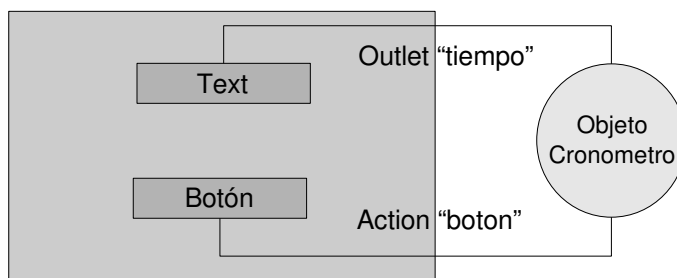 Outlet “tiempo”
Text
Objeto
Cronometro
Botón
Action “boton”